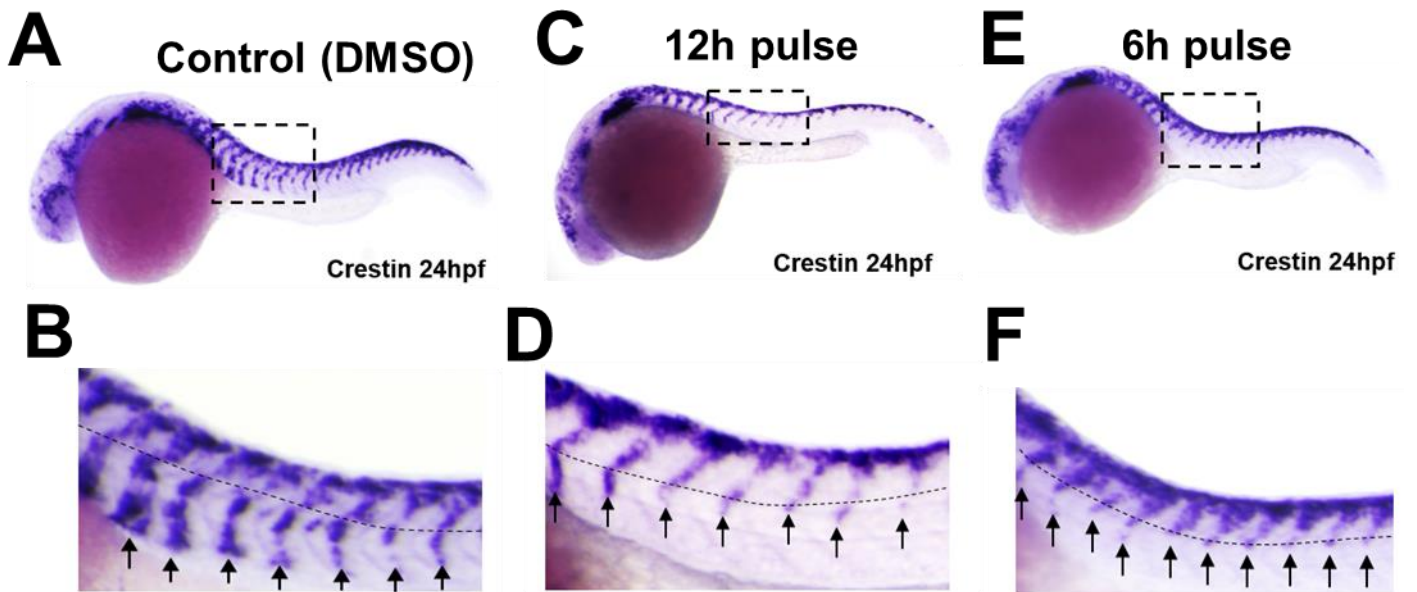 A
Control (DMSO)
Crestin 24hpf
C
12h pulse
Crestin 24hpf
E
6h pulse
Crestin 24hpf
B
D
F